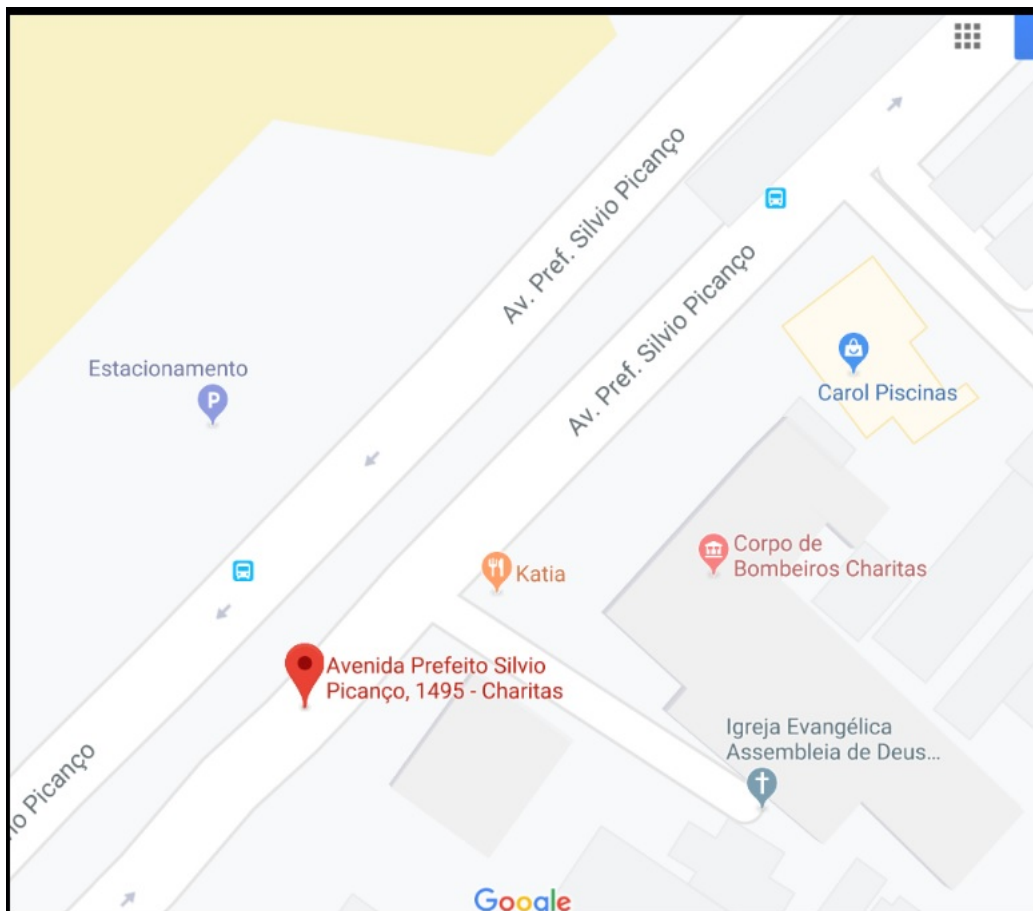 Av. Pref. Silvio Picanço
Av. Pref. Silvio Picanço
Estacionamento
P
Carol Piscinas
Corpo de
Bombeiros Charitas
Katia
Avenida Prefeito Silvio
Picanço, 1495 - Charitas
Igreja Evangélica
Assembleia de Deus...
io Picanço
Google